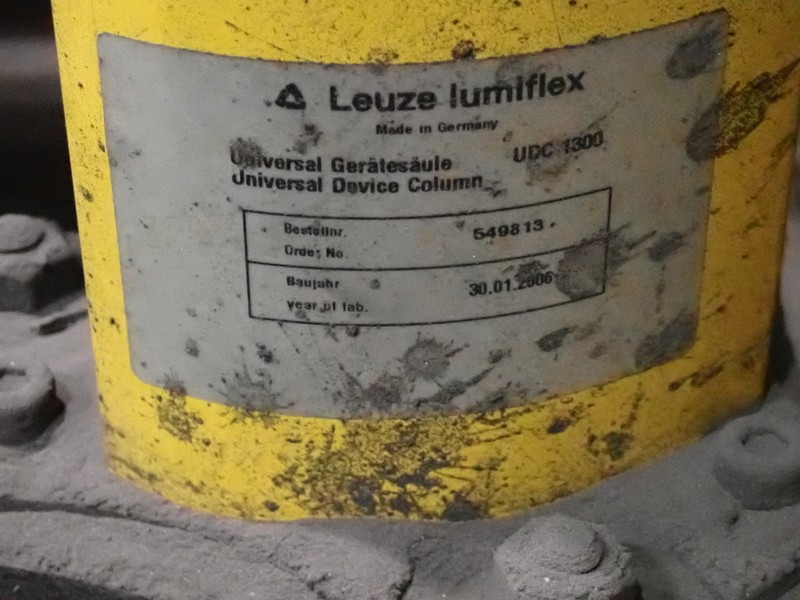 Leuze lumiflex
Made in Germany
Universal Gerätesäule UDC 1300
Universal Device Column
Bestellnr. 549813
Order No.
Baujahr 30.01.2006
year of fab.